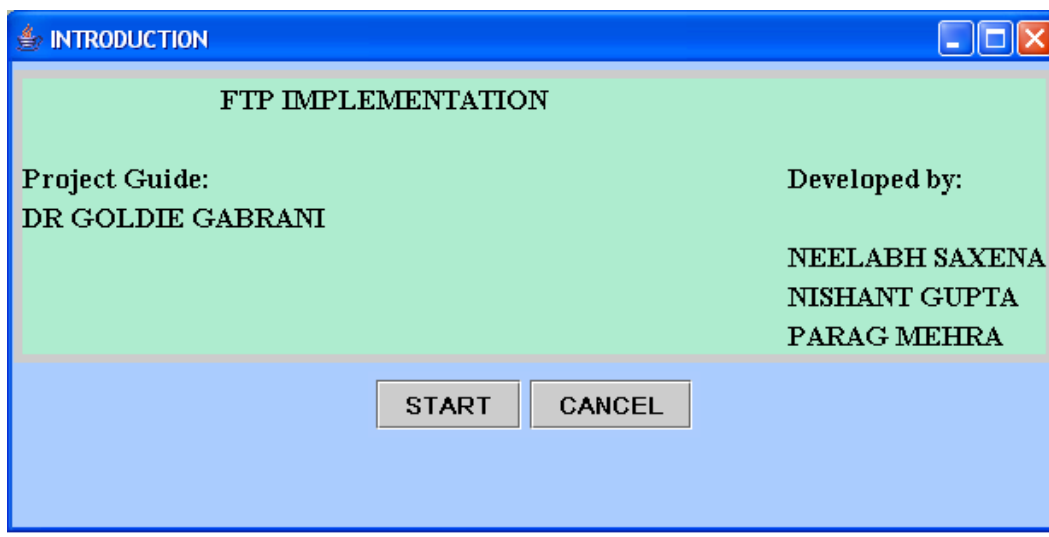 INTRODUCTION
FTP IMPLEMENTATION
Project Guide:
DR GOLDIE GABRANI
Developed by:
NEELABH SAXENA
NISHANT GUPTA
PARAG MEHRA
START
CANCEL